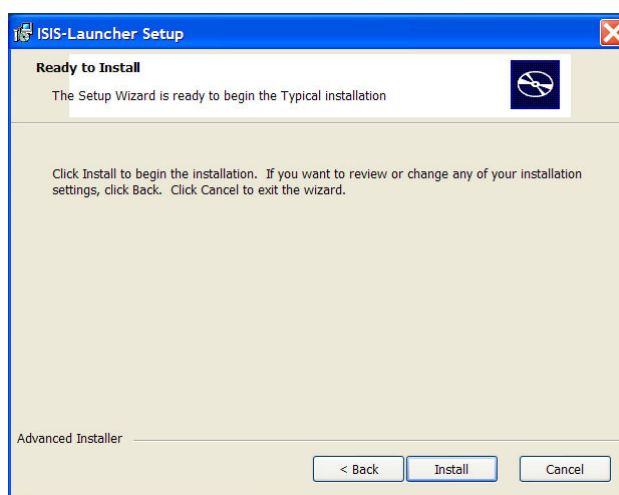 ISIS-Launcher Setup
Ready to Install
The Setup Wizard is ready to begin the Typical installation
Click Install to begin the installation.  If you want to review or change any of your installation
settings, click Back.  Click Cancel to exit the wizard.
Advanced Installer
< Back Install Cancel